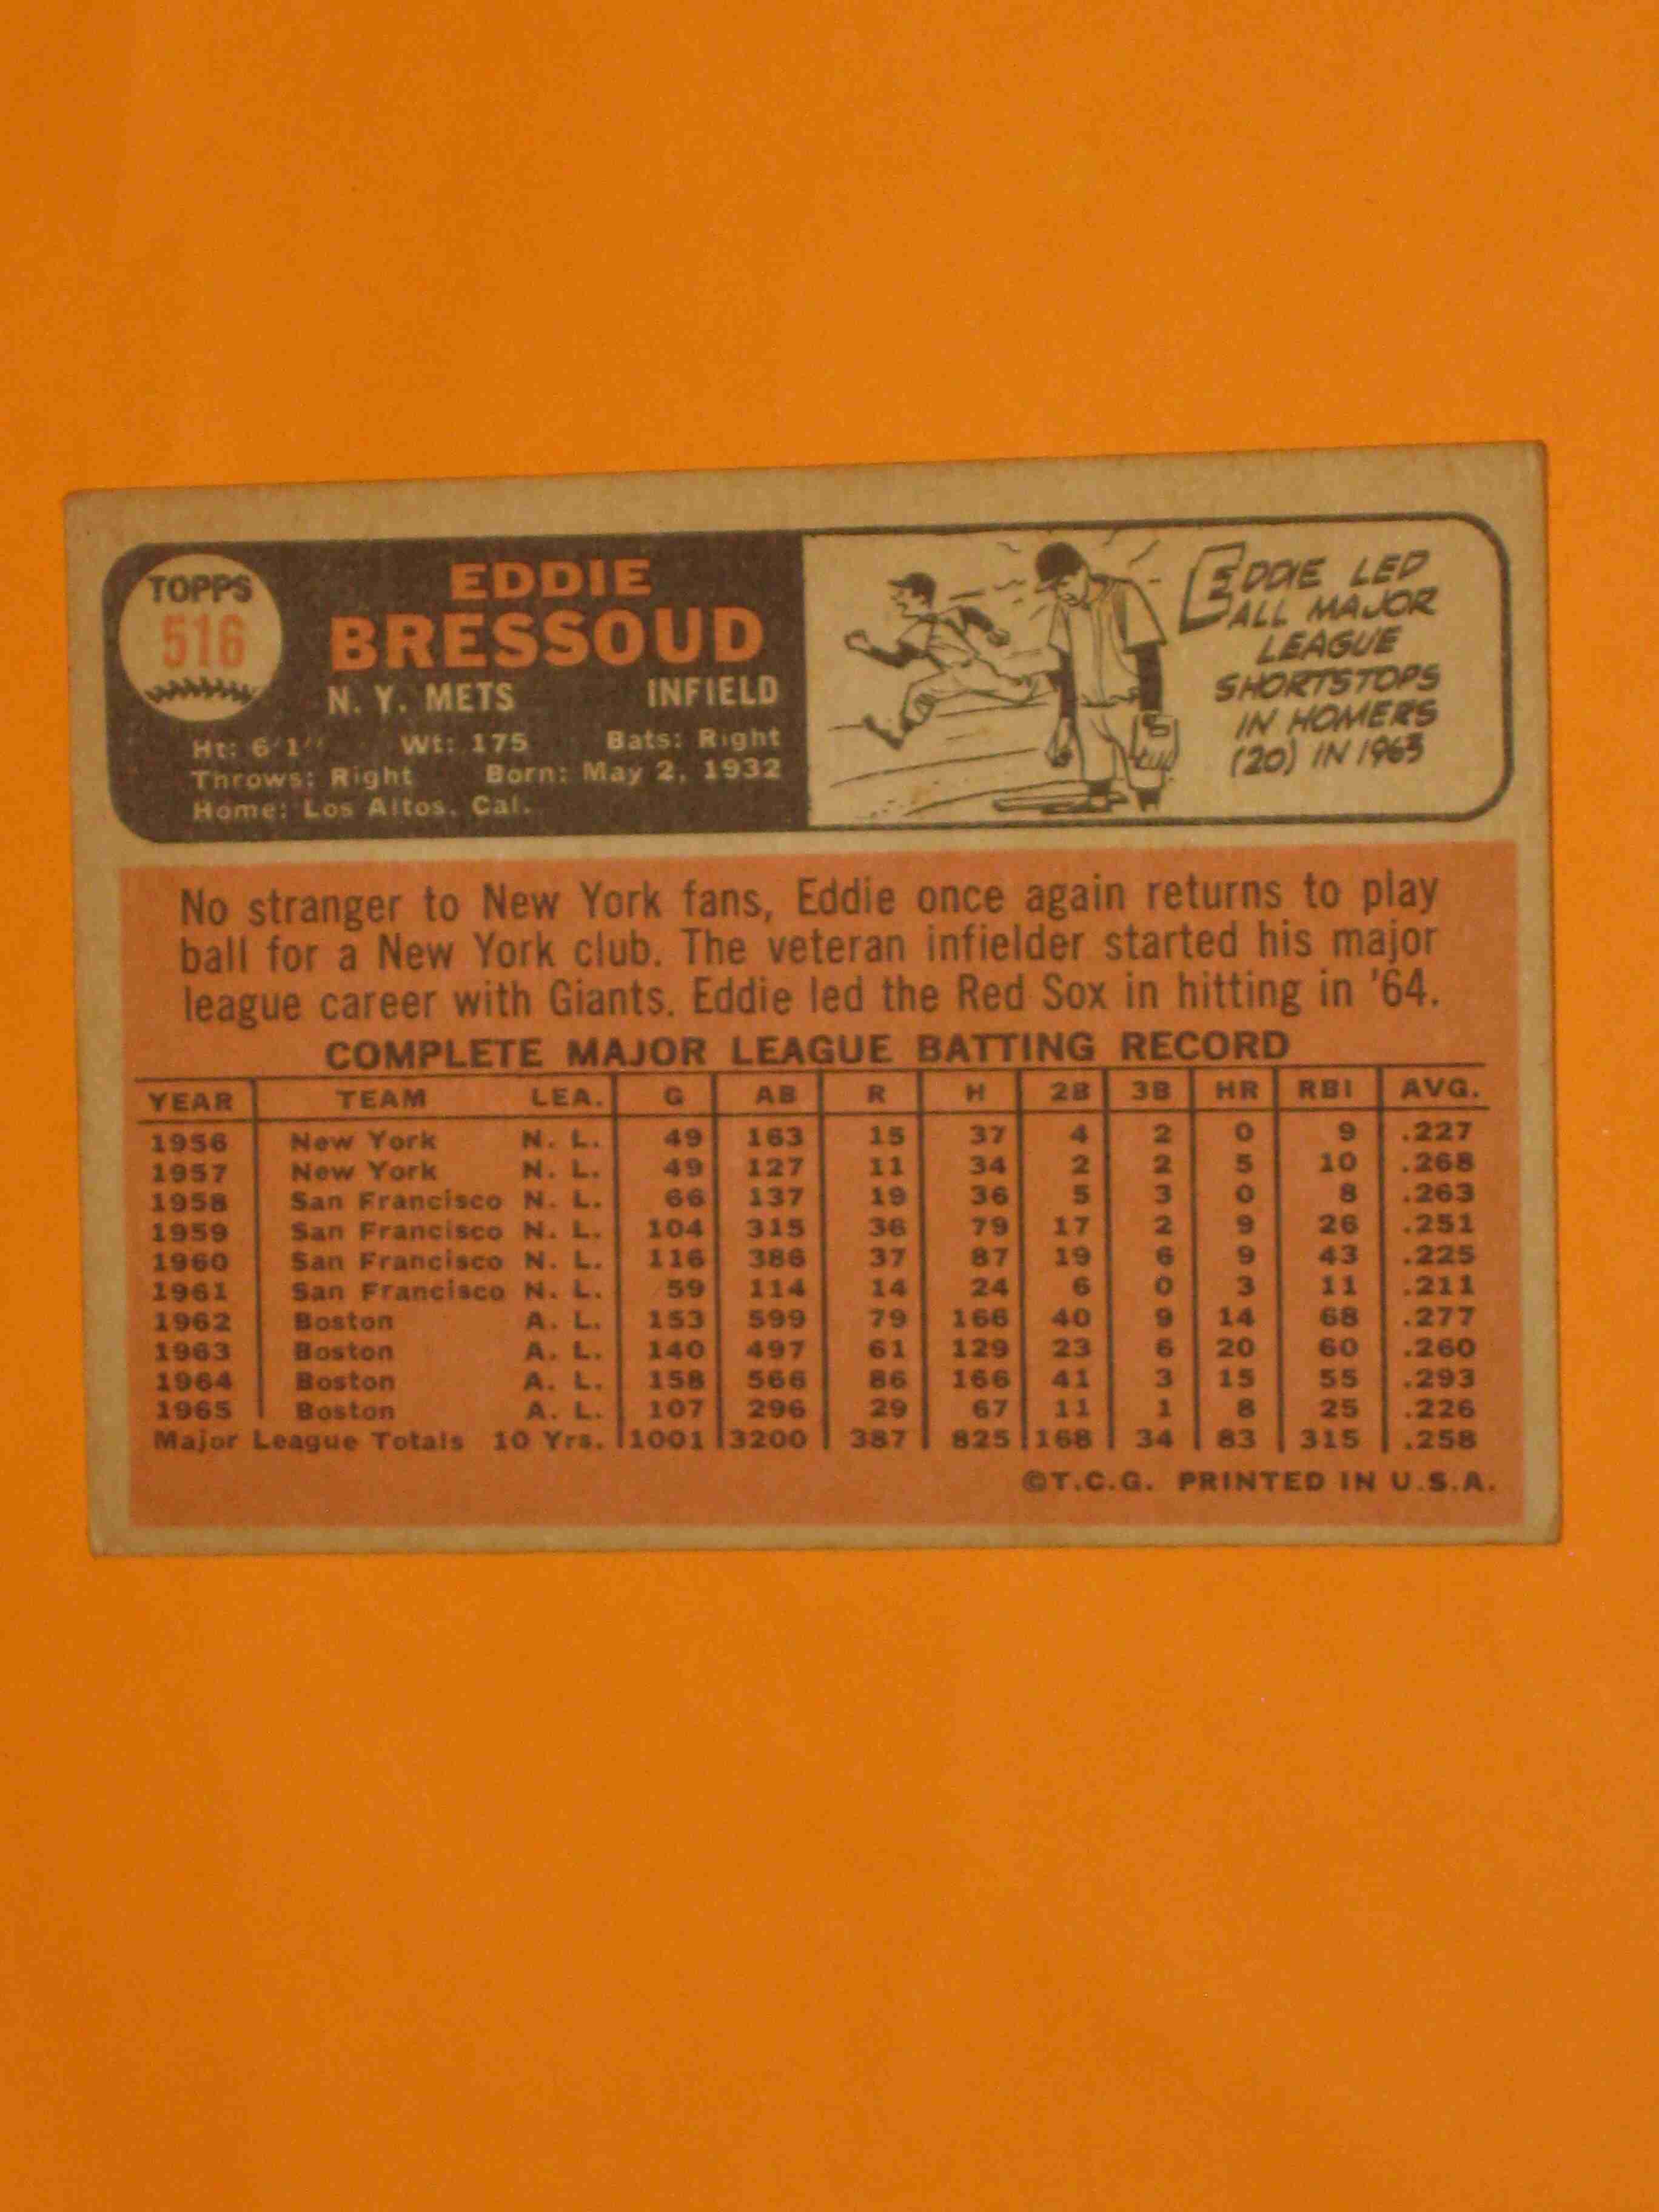 TOPPS
516
EDDIE
BRESSOUD
N. Y. METS INFIELD
Ht: 6'1" Wt: 175 Bats: Right
Throws: Right Born: May 2, 1932
Home: Los Altos, Cal.
EDDIE LED
ALL MAJOR
LEAGUE
SHORTSTOPS
IN HOMERS
(20) IN 1963
No stranger to New York fans, Eddie once again returns to play
ball for a New York club. The veteran infielder started his major
league career with Giants. Eddie led the Red Sox in hitting in '64.
COMPLETE MAJOR LEAGUE BATTING RECORD
YEAR TEAM LEA. G AB R H 2B 3B HR RBI AVG.
1956 New York N. L. 49 163 15 37 4 2 0 9 .227
1957 New York N. L. 49 127 11 34 2 2 5 10 .268
1958 San Francisco N. L. 66 137 19 36 5 3 0 8 .263
1959 San Francisco N. L. 104 315 36 79 17 2 9 26 .251
1960 San Francisco N. L. 116 386 37 87 19 6 9 43 .225
1961 San Francisco N. L. 59 114 14 24 6 0 3 11 .211
1962 Boston A. L. 153 599 79 166 40 9 14 68 .277
1963 Boston A. L. 140 497 61 129 23 6 20 60 .260
1964 Boston A. L. 158 566 86 166 41 3 15 55 .293
1965 Boston A. L. 107 296 29 67 11 1 8 25 .226
Major League Totals 10 Yrs. 1001 3200 387 825 168 34 83 315 .258
©T.C.G. PRINTED IN U.S.A.